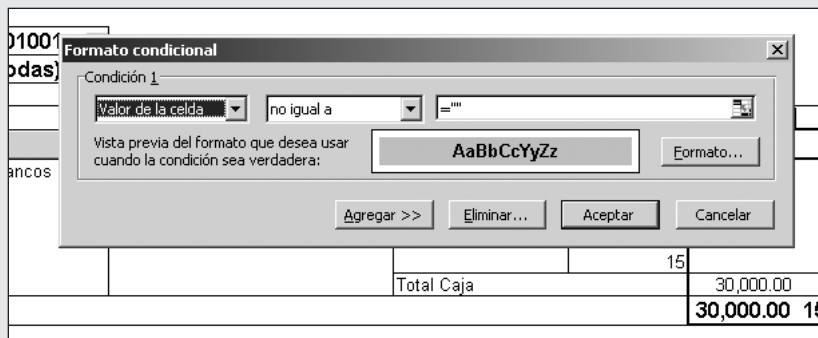 01001
odas)
Formato condicional
Condición 1
Valor de la celda no igual a =""
Vista previa del formato que desea usar
cuando la condición sea verdadera:
AaBbCcYyZz
Formato...
ancos
Agregar >> Eliminar... Aceptar Cancelar
15
Total Caja 30,000.00
30,000.00 15